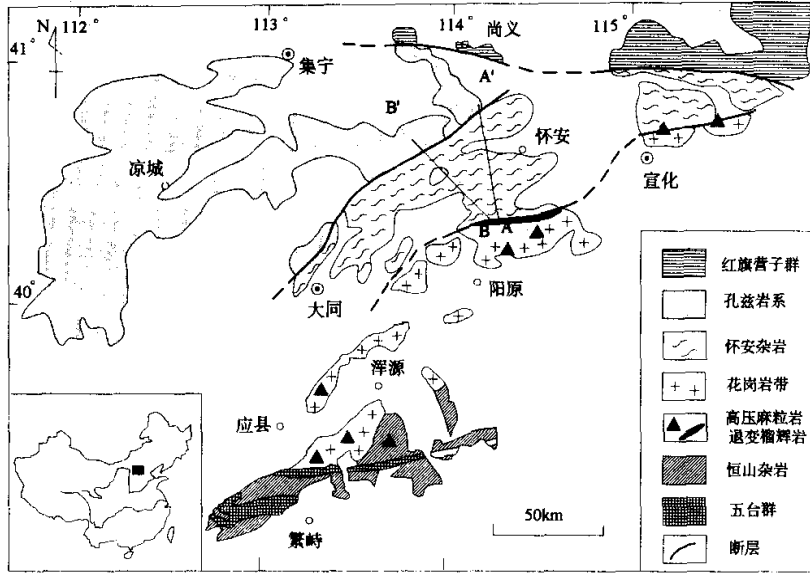 112°
113°
114°
115°
N
41°
40°
尚义
集宁
A'
B'
怀安
凉城
宣化
B
A
大同
阳原
浑源
应县
繁峙
50km
红旗营子群
孔兹岩系
怀安杂岩
花岗岩带
高压麻粒岩
退变榴辉岩
恒山杂岩
五台群
断层